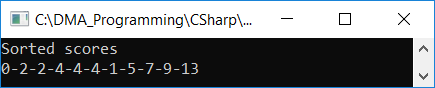 C:\DMA_Programming\CSharp\...
Sorted scores
0-2-2-4-4-4-1-5-7-9-13